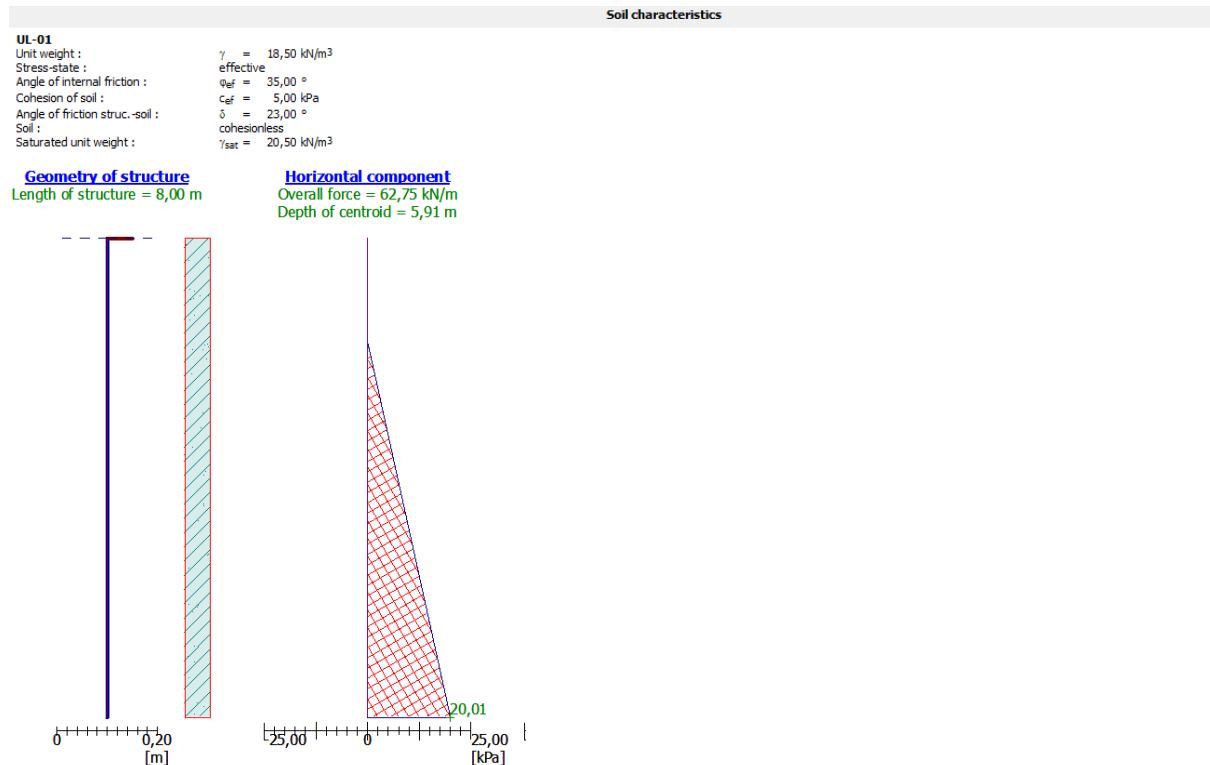 Soil characteristics
UL-01
Unit weight : γ = 18,50 kN/m³
Stress-state : effective
Angle of internal friction : φef = 35,00 °
Cohesion of soil : cef = 5,00 kPa
Angle of friction struc.-soil : δ = 23,00 °
Soil : cohesionless
Saturated unit weight : γsat = 20,50 kN/m³
Geometry of structure
Length of structure = 8,00 m
Horizontal component
Overall force = 62,75 kN/m
Depth of centroid = 5,91 m
20,01
0 0,20
[m]
-25,00 0 25,00
[kPa]